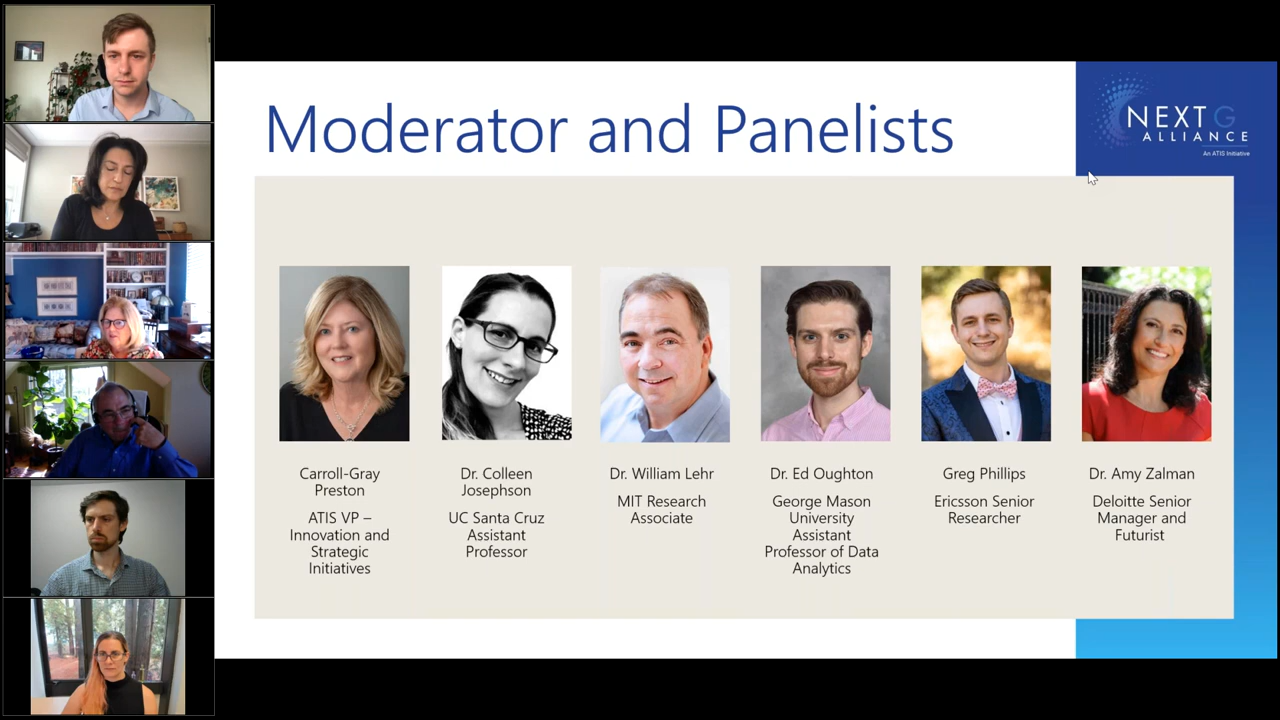 Moderator and Panelists
NEXT G
ALLIANCE
An ATIS Initiative
Carroll-Gray
Preston
ATIS VP –
Innovation and
Strategic
Initiatives
Dr. Colleen
Josephson
UC Santa Cruz
Assistant
Professor
Dr. William Lehr
MIT Research
Associate
Dr. Ed Oughton
George Mason
University
Assistant
Professor of Data
Analytics
Greg Phillips
Ericsson Senior
Researcher
Dr. Amy Zalman
Deloitte Senior
Manager and
Futurist